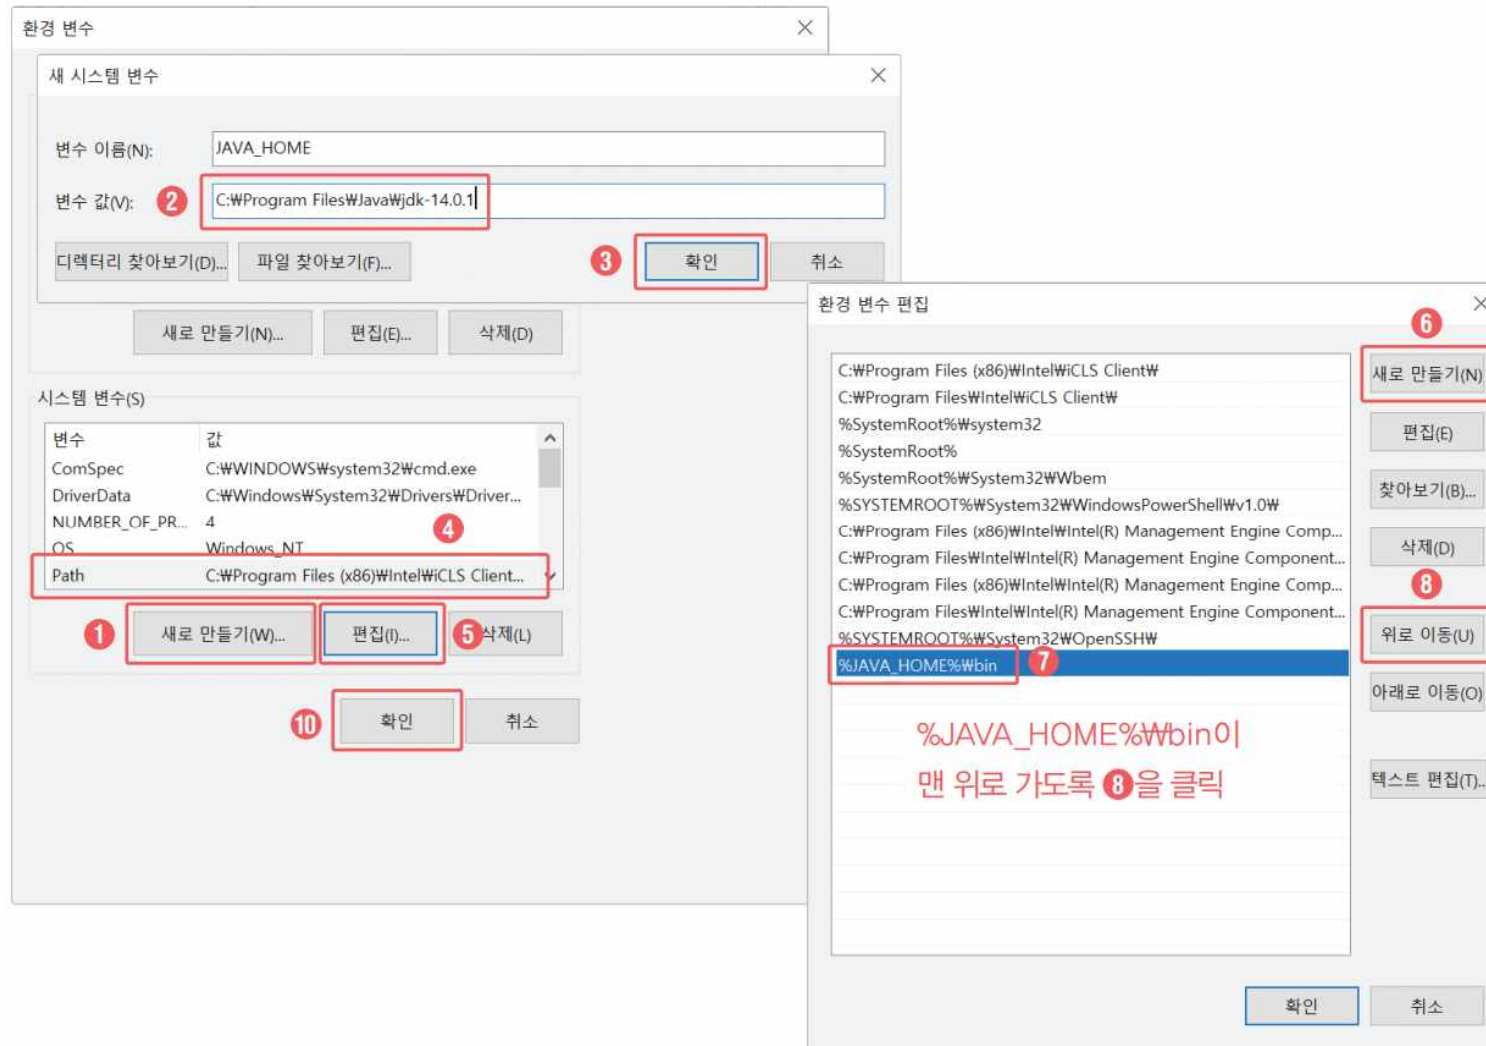 환경 변수
새 시스템 변수
변수 이름(N):
JAVA_HOME
변수 값(V):
❷
C:₩Program Files₩Java₩jdk-14.0.1
디렉터리 찾아보기(D)...
파일 찾아보기(F)...
❸
확인
취소
새로 만들기(N)...
편집(E)...
삭제(D)
시스템 변수(S)
변수 값
ComSpec C:₩WINDOWS₩system32₩cmd.exe
DriverData C:₩Windows₩System32₩Drivers₩Driver...
NUMBER_OF_PR... 4
❹
OS Windows_NT
Path C:₩Program Files (x86)₩Intel₩iCLS Client...
❶
새로 만들기(W)...
편집(I)...
❺
삭제(L)
❿
확인
취소
환경 변수 편집
❻
C:₩Program Files (x86)₩Intel₩iCLS Client₩
C:₩Program Files₩Intel₩iCLS Client₩
%SystemRoot%₩system32
%SystemRoot%
%SystemRoot%₩System32₩Wbem
%SYSTEMROOT%₩System32₩WindowsPowerShell₩v1.0₩
C:₩Program Files (x86)₩Intel₩Intel(R) Management Engine Comp...
C:₩Program Files₩Intel₩Intel(R) Management Engine Component...
C:₩Program Files (x86)₩Intel₩Intel(R) Management Engine Comp...
C:₩Program Files₩Intel₩Intel(R) Management Engine Component...
%SYSTEMROOT%₩System32₩OpenSSH₩
%JAVA_HOME%₩bin
❼
%JAVA_HOME%₩bin이
맨 위로 가도록 ❽을 클릭
새로 만들기(N)
편집(E)
찾아보기(B)...
삭제(D)
❽
위로 이동(U)
아래로 이동(O)
텍스트 편집(T)...
확인
취소